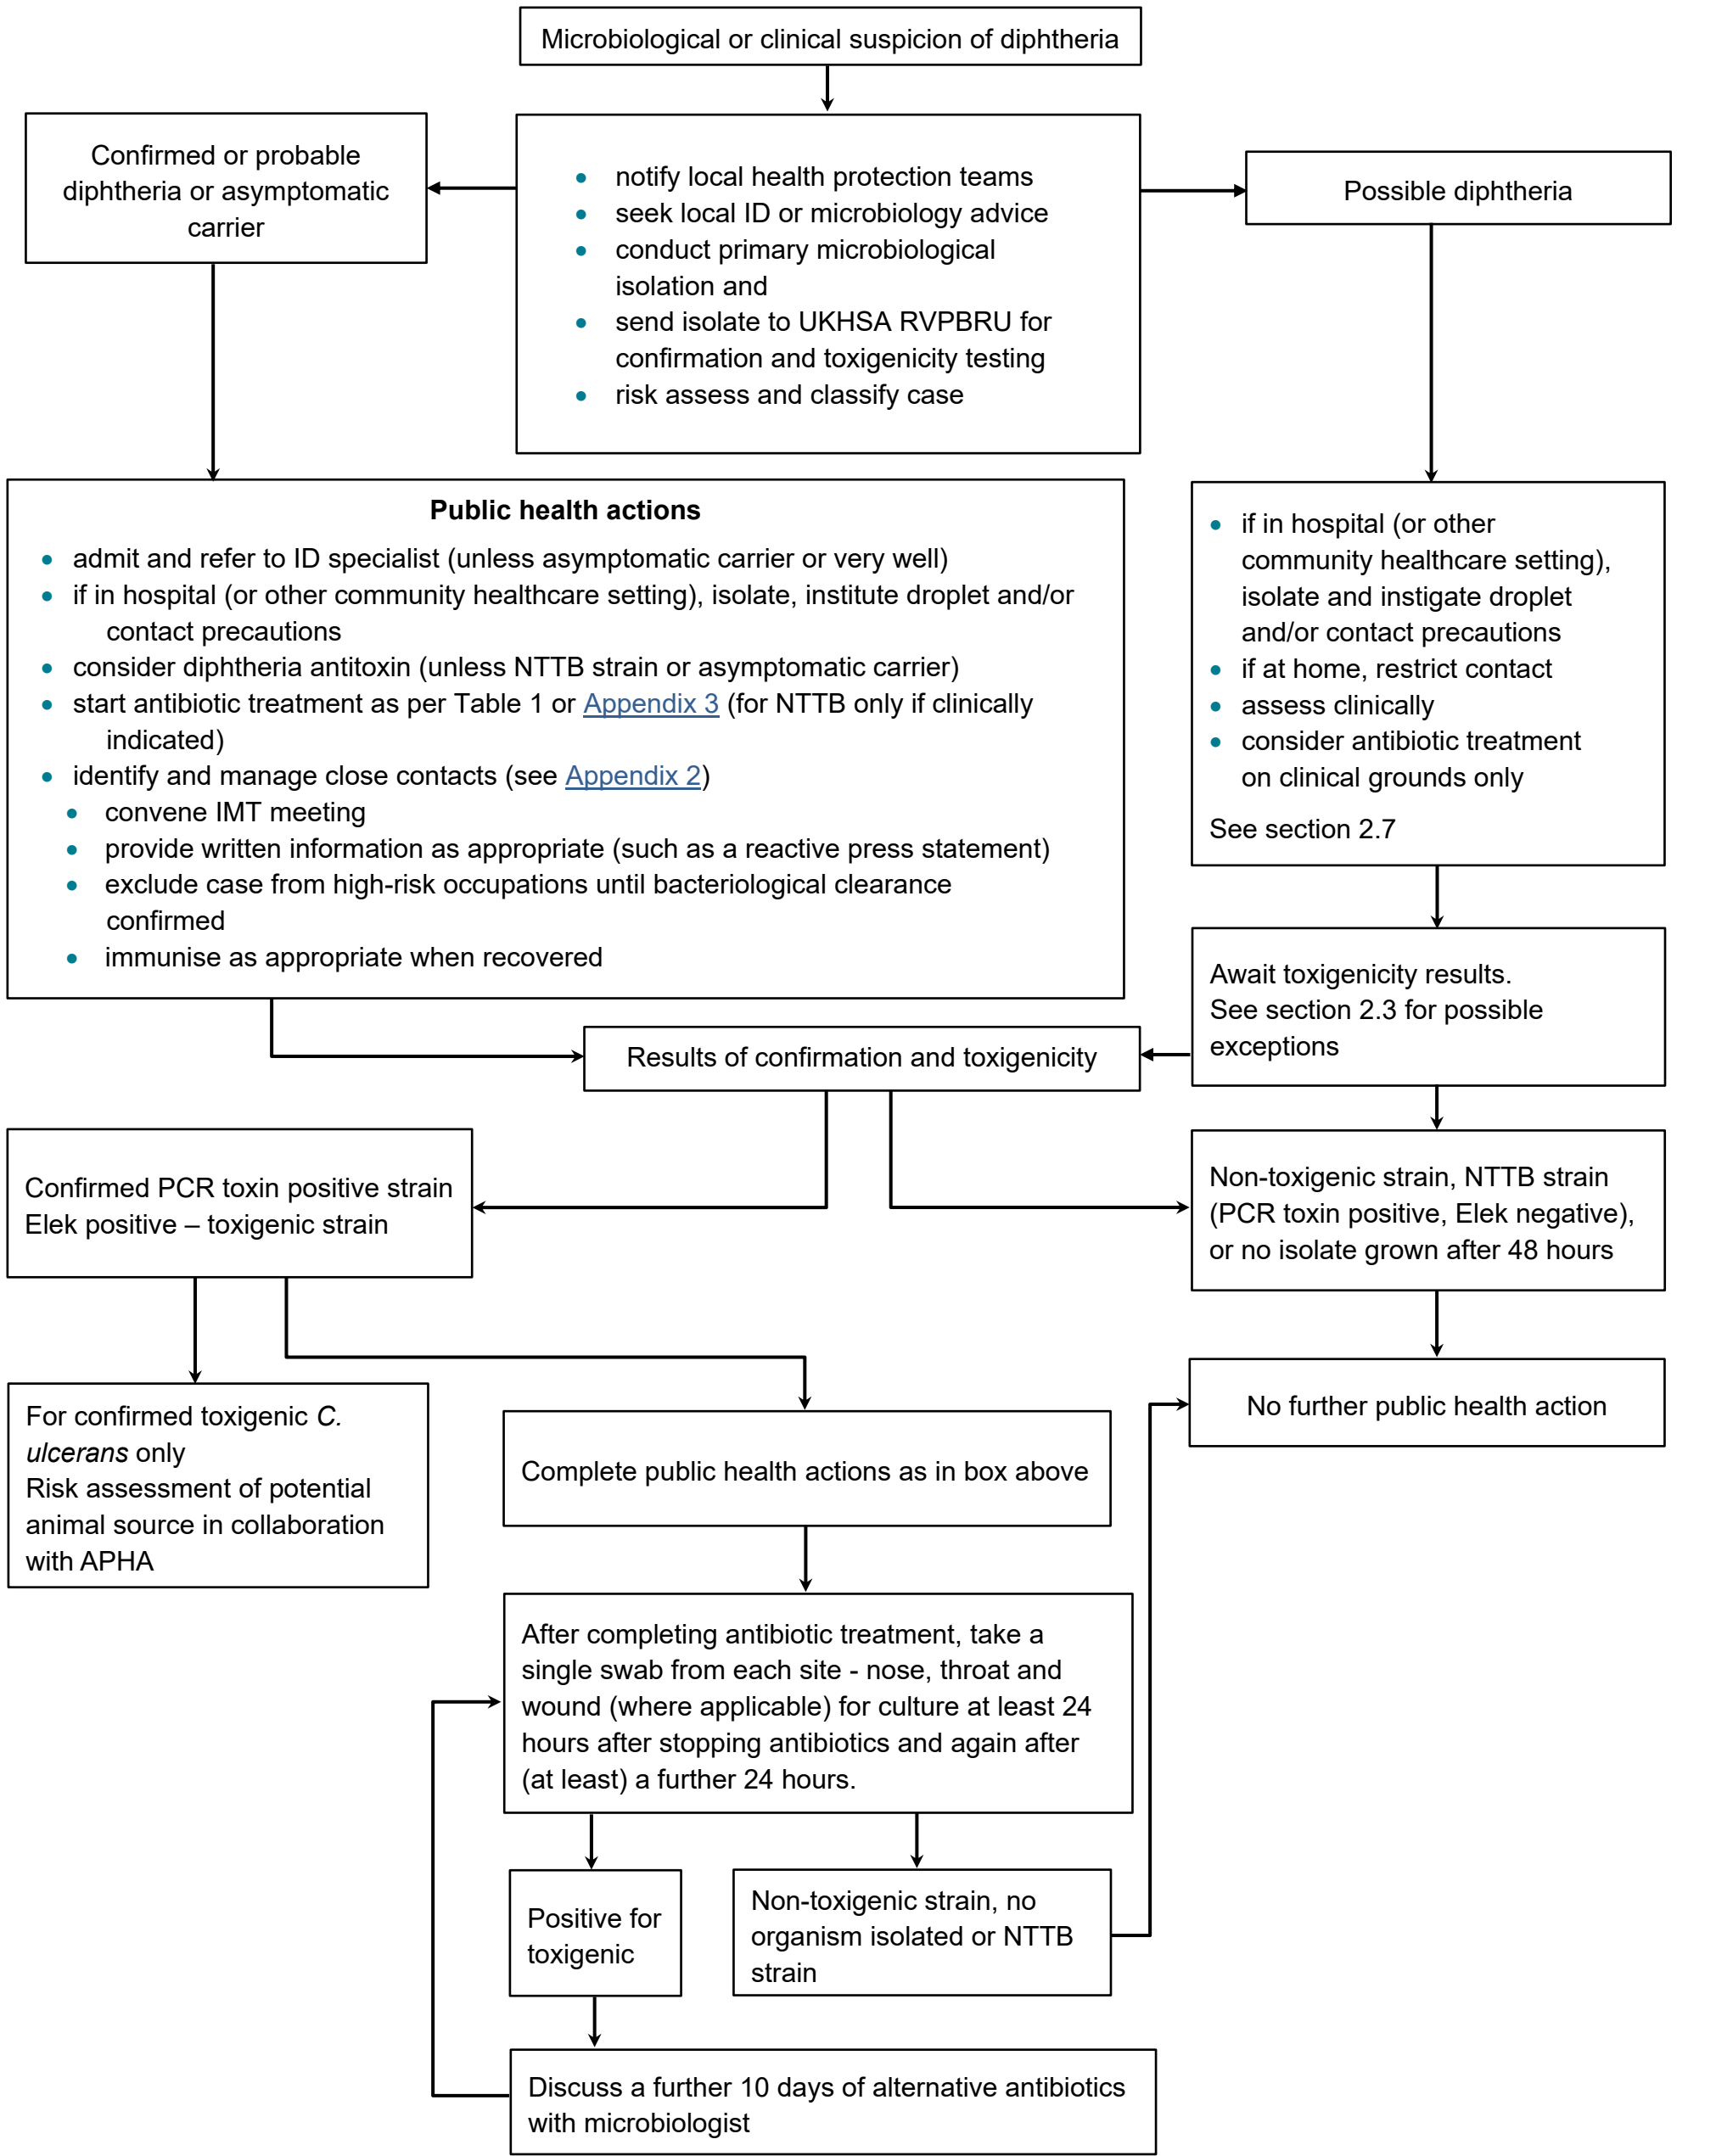 Microbiological or clinical suspicion of diphtheria
Confirmed or probable
diphtheria or asymptomatic
carrier
• notify local health protection teams
• seek local ID or microbiology advice
• conduct primary microbiological
isolation and
• send isolate to UKHSA RVPBRU for
confirmation and toxigenicity testing
• risk assess and classify case
Possible diphtheria
Public health actions
• admit and refer to ID specialist (unless asymptomatic carrier or very well)
• if in hospital (or other community healthcare setting), isolate, institute droplet and/or
contact precautions
• consider diphtheria antitoxin (unless NTTB strain or asymptomatic carrier)
• start antibiotic treatment as per Table 1 or Appendix 3 (for NTTB only if clinically
indicated)
• identify and manage close contacts (see Appendix 2)
• convene IMT meeting
• provide written information as appropriate (such as a reactive press statement)
• exclude case from high-risk occupations until bacteriological clearance
confirmed
• immunise as appropriate when recovered
• if in hospital (or other
community healthcare setting),
isolate and instigate droplet
and/or contact precautions
• if at home, restrict contact
• assess clinically
• consider antibiotic treatment
on clinical grounds only
See section 2.7
Await toxigenicity results.
See section 2.3 for possible
exceptions
Results of confirmation and toxigenicity
Confirmed PCR toxin positive strain
Elek positive – toxigenic strain
Non-toxigenic strain, NTTB strain
(PCR toxin positive, Elek negative),
or no isolate grown after 48 hours
For confirmed toxigenic C.
ulcerans only
Risk assessment of potential
animal source in collaboration
with APHA
Complete public health actions as in box above
No further public health action
After completing antibiotic treatment, take a
single swab from each site - nose, throat and
wound (where applicable) for culture at least 24
hours after stopping antibiotics and again after
(at least) a further 24 hours.
Positive for
toxigenic
Non-toxigenic strain, no
organism isolated or NTTB
strain
Discuss a further 10 days of alternative antibiotics
with microbiologist